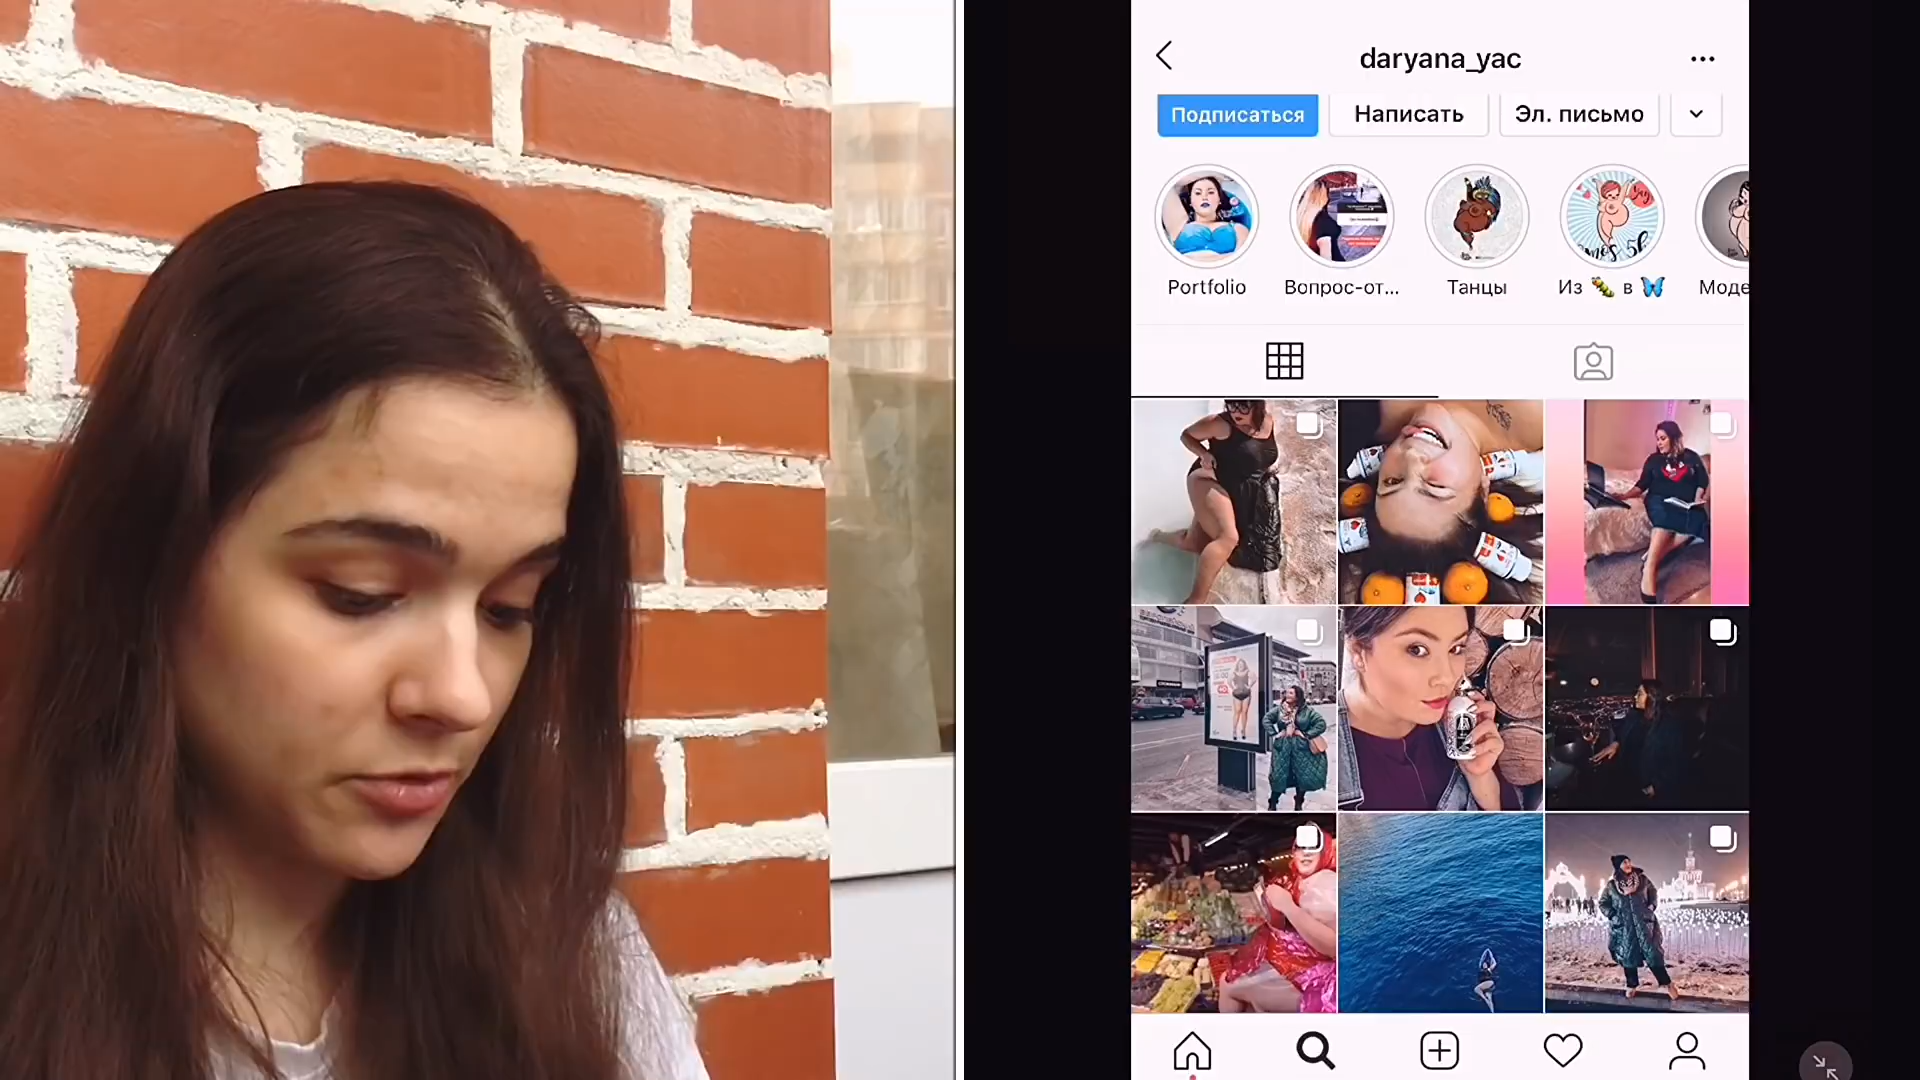 daryana_yac
Подписаться
Написать
Эл. письмо
Portfolio
Вопрос-от...
Танцы
Из 🐛 в 🦋
Моде